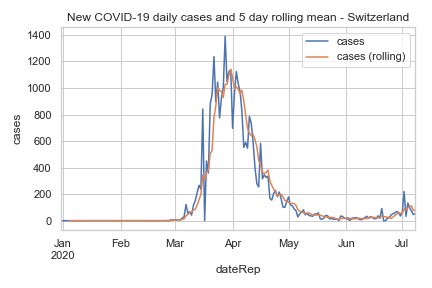 New COVID-19 daily cases and 5 day rolling mean - Switzerland
cases
cases (rolling)
1400
1200
1000
800
600
400
200
0
cases
Jan
2020
Feb
Mar
Apr
May
Jun
Jul
dateRep